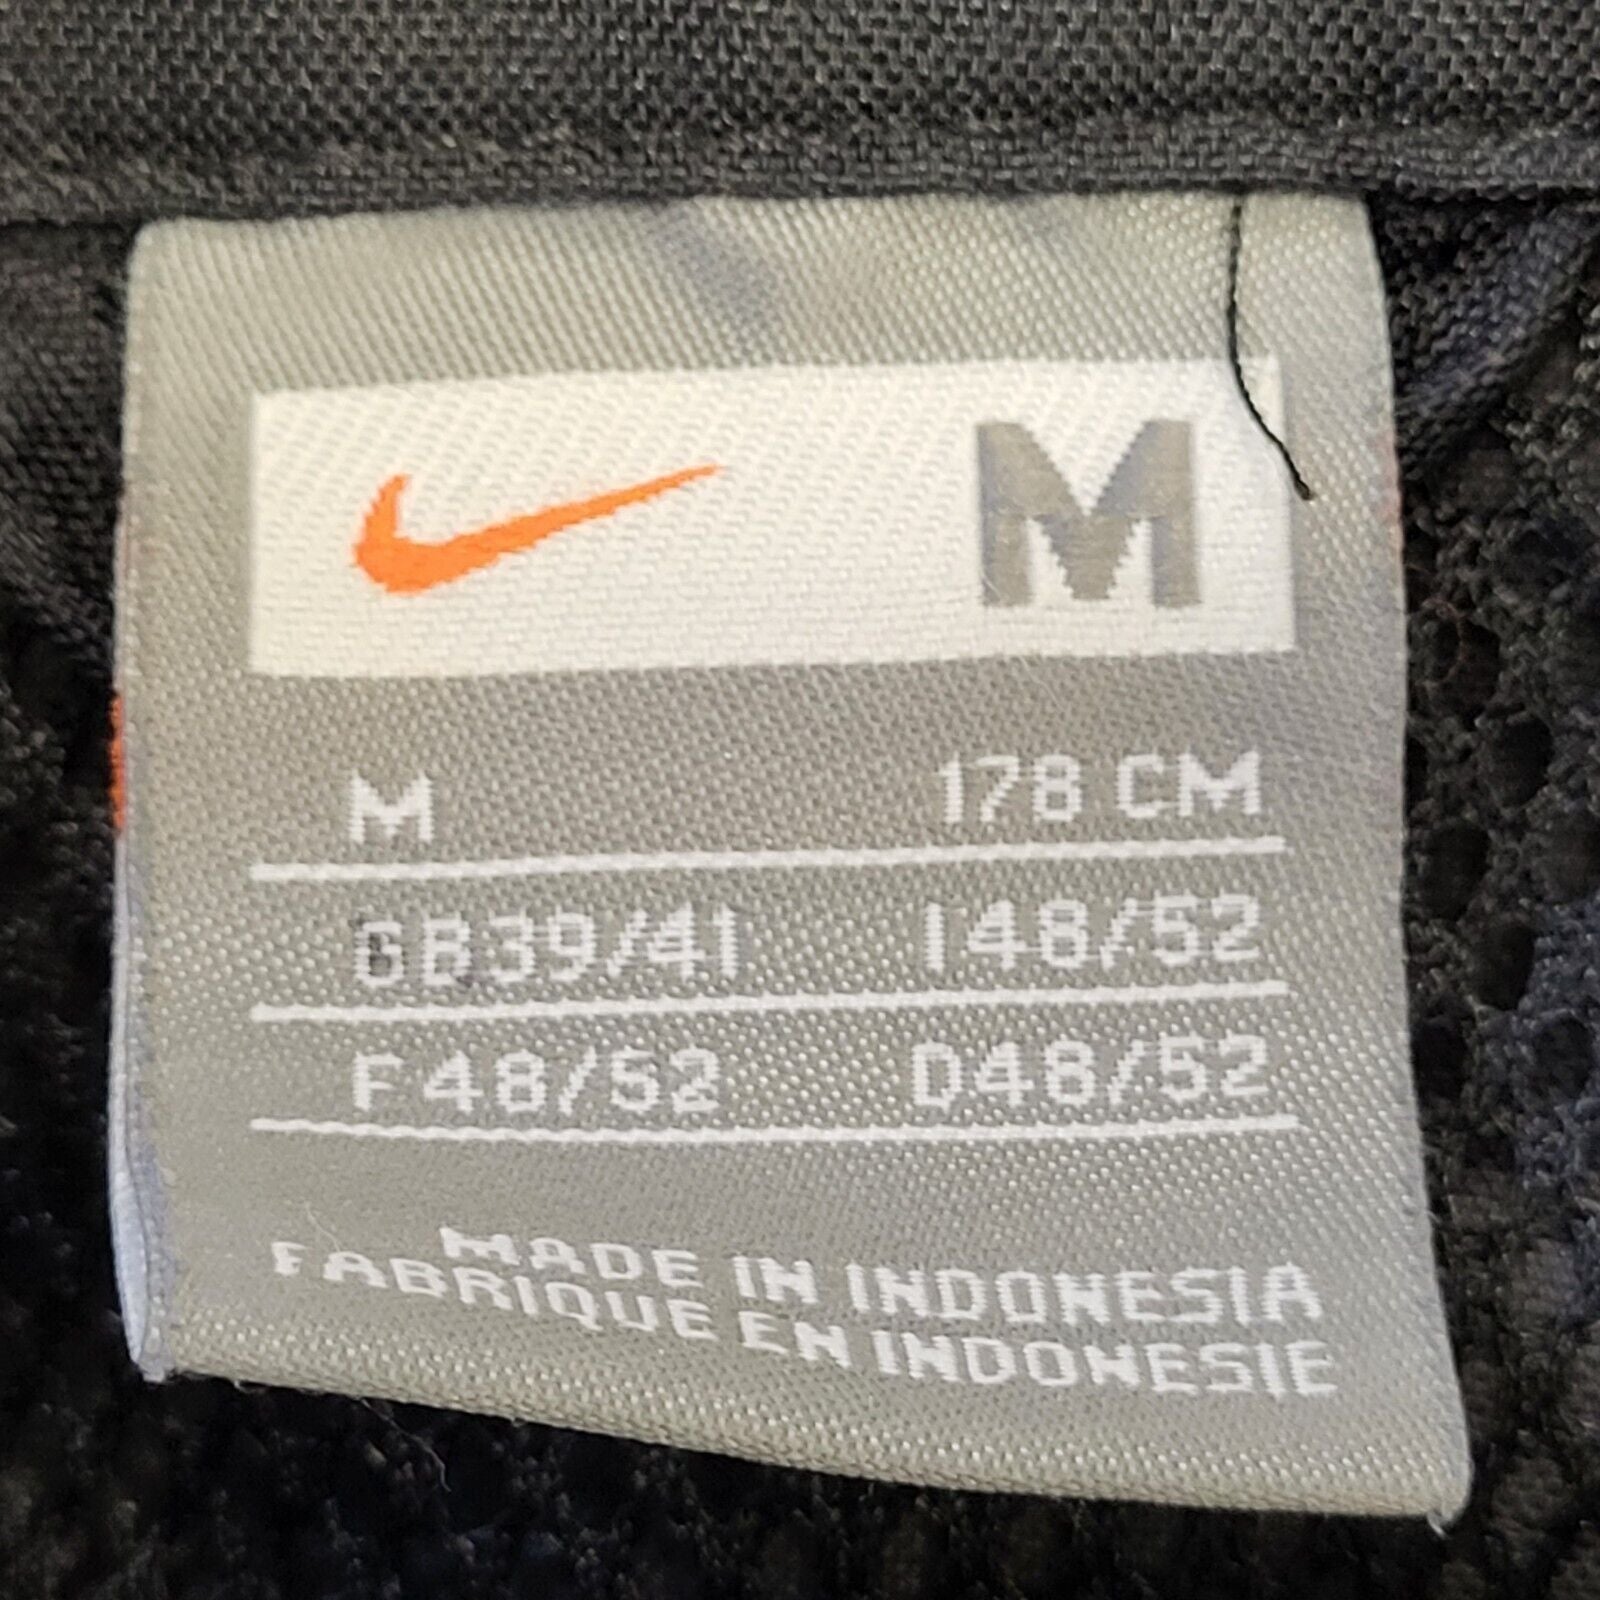 M
M 178 CM
GB39/41 I48/52
F48/52 D48/52
MADE IN INDONESIA
FABRIQUE EN INDONESIE